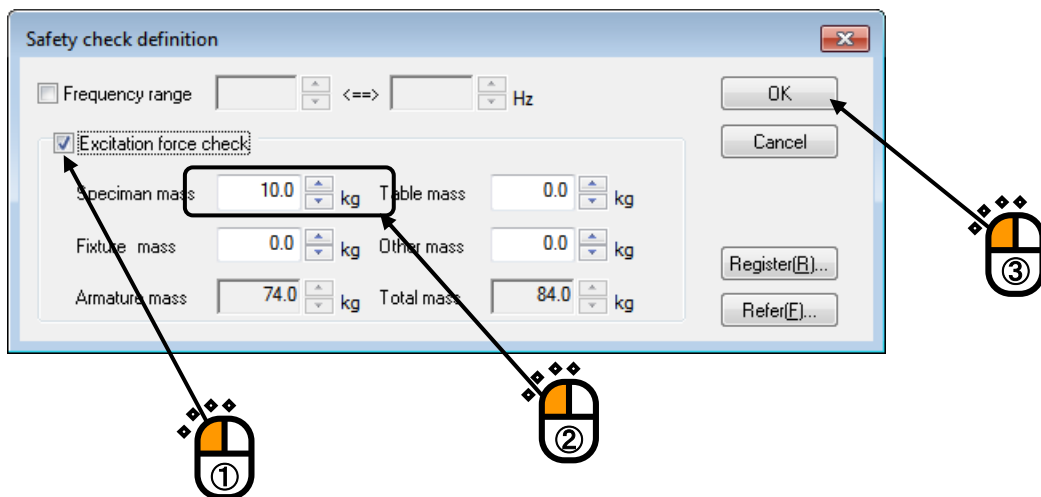 Safety check definition
Frequency range <==> Hz
OK
Excitation force check
Cancel
Speciman mass 10.0 kg Table mass 0.0 kg
Fixture mass 0.0 kg Other mass 0.0 kg
Register(R)...
Armature mass 74.0 kg Total mass 84.0 kg
Refer(F)...
③
②
①